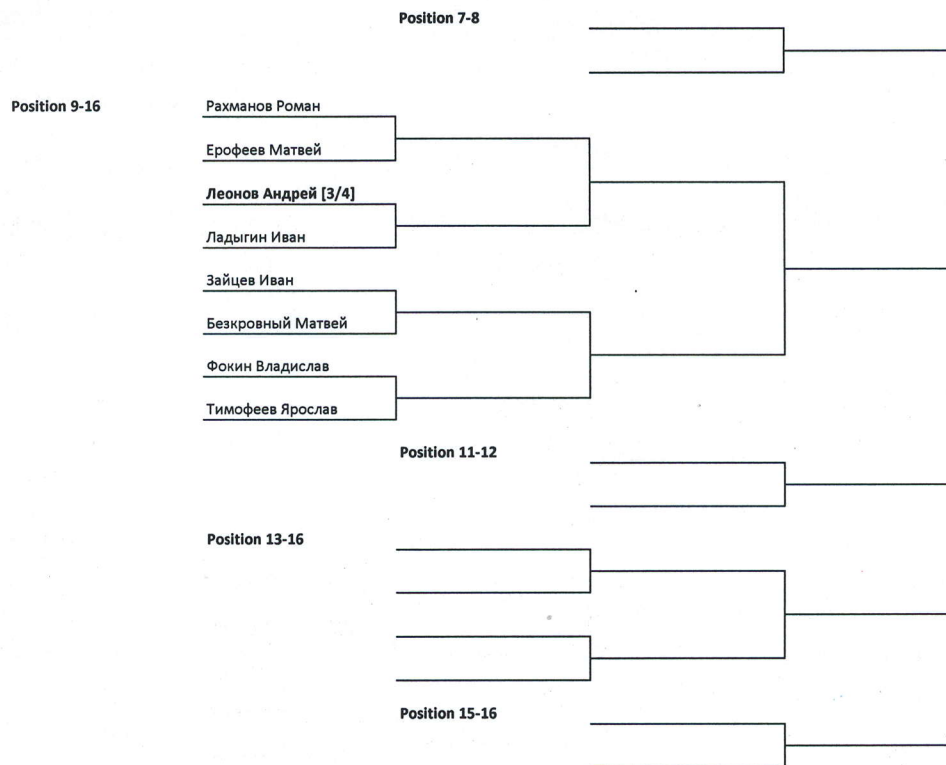 Position 7-8
Position 9-16
Рахманов Роман
Ерофеев Матвей
Леонов Андрей [3/4]
Ладыгин Иван
Зайцев Иван
Безкровный Матвей
Фокин Владислав
Тимофеев Ярослав
Position 11-12
Position 13-16
Position 15-16